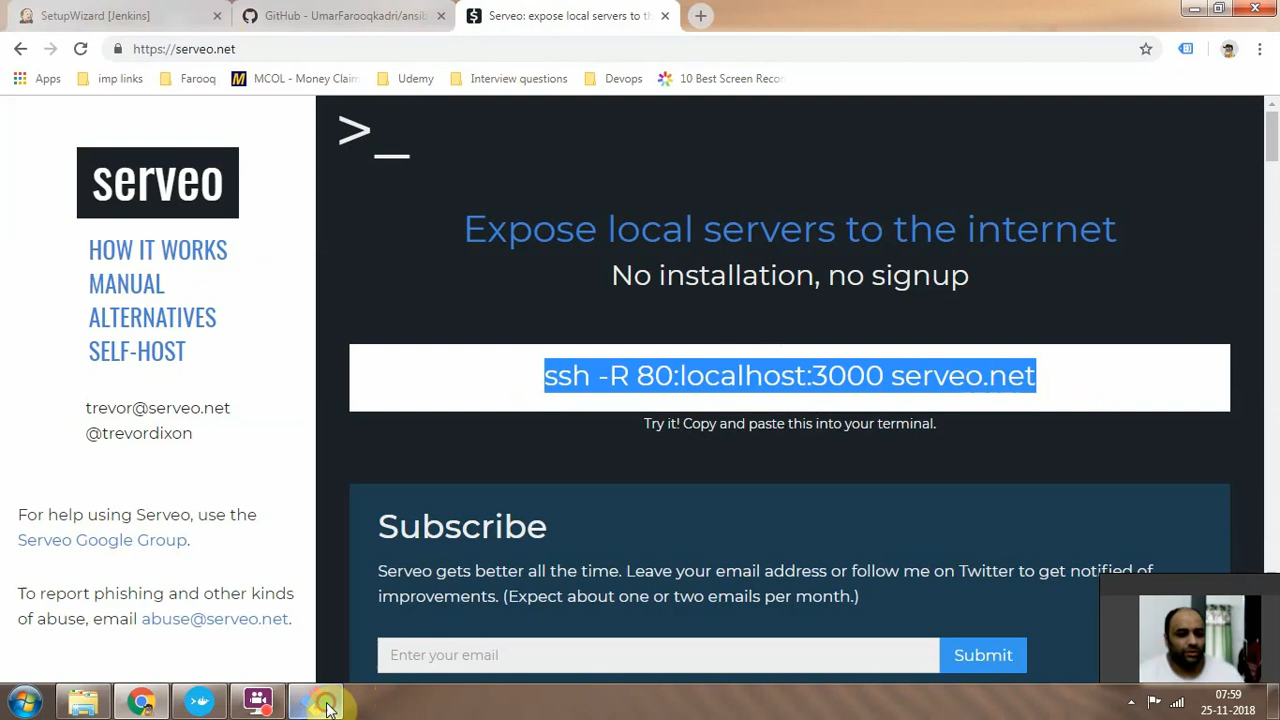 SetupWizard [Jenkins]
GitHub - UmarFarooqkadri/ansib
Serveo: expose local servers to th
https://serveo.net
Apps
imp links
Farooq
MCOL - Money Claim
Udemy
Interview questions
Devops
10 Best Screen Recor
serveo
HOW IT WORKS
MANUAL
ALTERNATIVES
SELF-HOST
trevor@serveo.net
@trevordixon
For help using Serveo, use the
Serveo Google Group.
To report phishing and other kinds
of abuse, email abuse@serveo.net.
>_
Expose local servers to the internet
No installation, no signup
ssh -R 80:localhost:3000 serveo.net
Try it! Copy and paste this into your terminal.
Subscribe
Serveo gets better all the time. Leave your email address or follow me on Twitter to get notified of
improvements. (Expect about one or two emails per month.)
Enter your email
Submit
07:59
25-11-2018